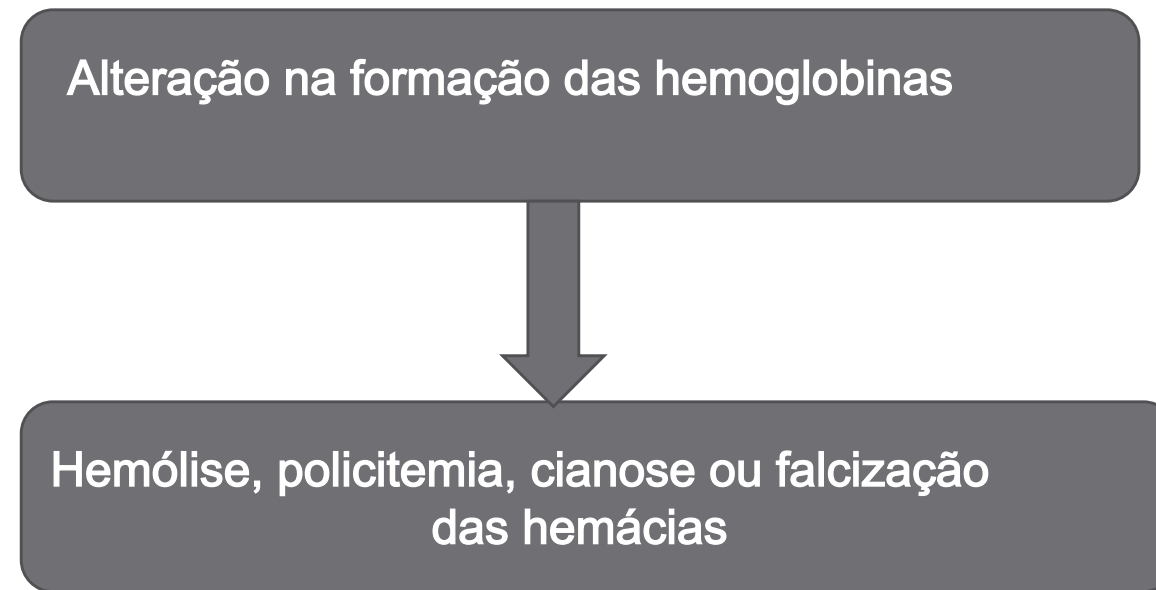 Alteração na formação das hemoglobinas
Hemólise, policitemia, cianose ou falcização
das hemácias